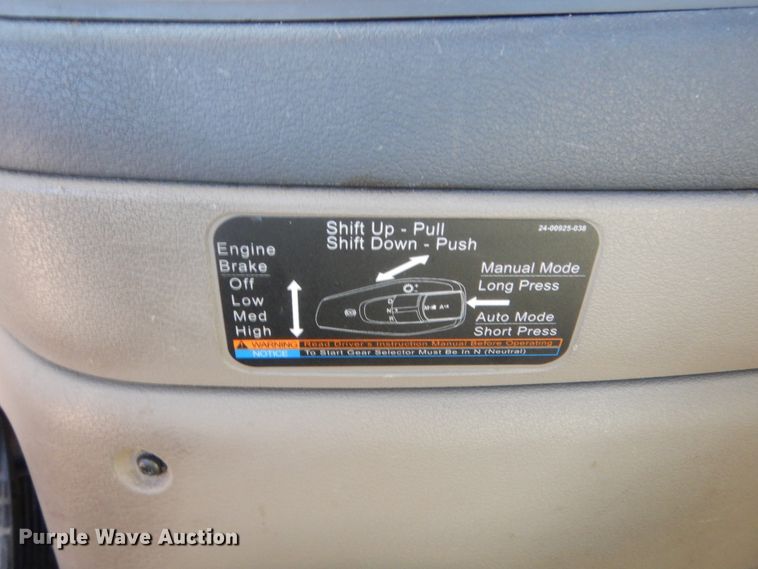 Shift Up - Pull
Shift Down - Push
24-00925-038
Engine
Brake
Off
Low
Med
High
Manual Mode
Long Press
Auto Mode
Short Press
D
N
R
WARNING Read Driver's Instruction Manual Before Operating
NOTICE To Start Gear Selector Must Be In N (Neutral)
Purple Wave Auction